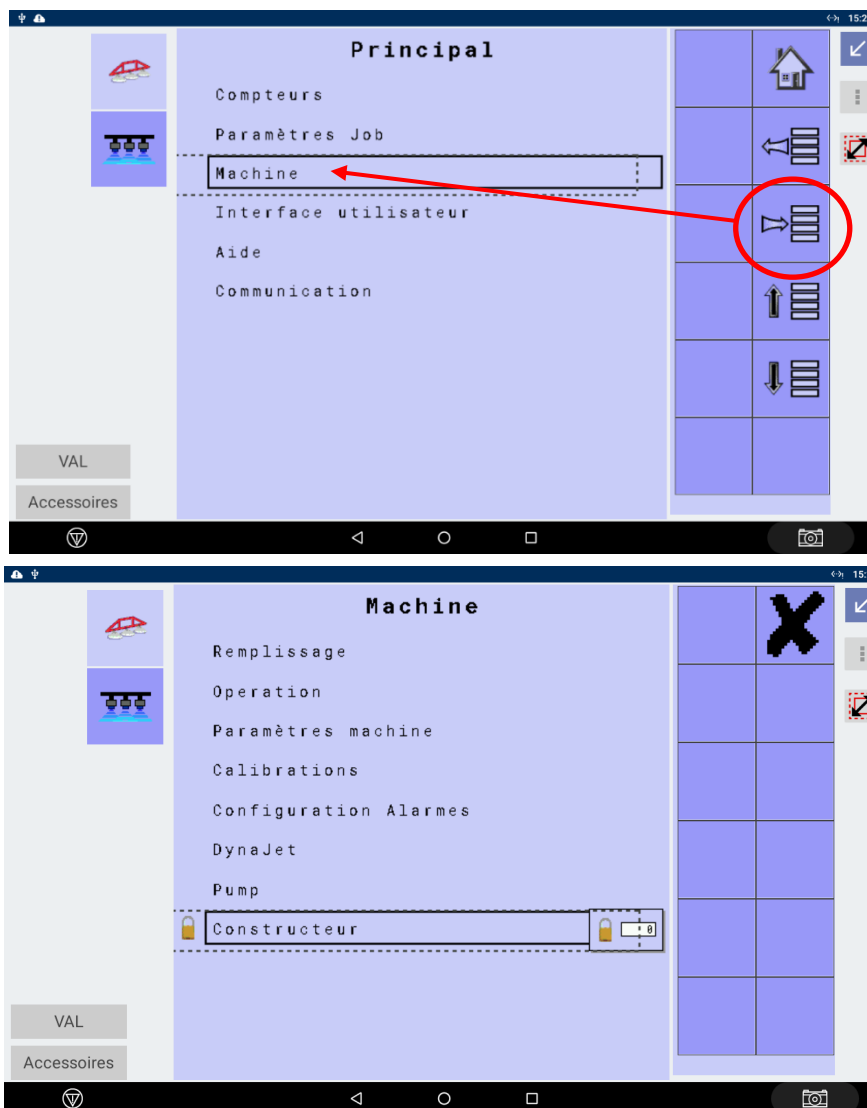 15:2
Principal
Compteurs
Paramètres Job
Machine
Interface utilisateur
Aide
Communication
VAL
Accessoires
15:
Machine
Remplissage
Operation
Paramètres machine
Calibrations
Configuration Alarmes
DynaJet
Pump
Constructeur 0
VAL
Accessoires